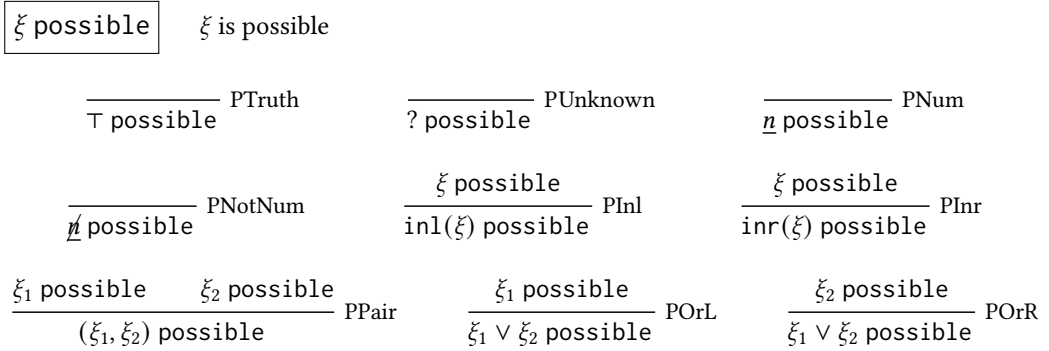 ξ possible ξ is possible
PTruth PUnknown PNum
⊤ possible ? possible n̲ possible
ξ possible ξ possible
PNotNum PInl PInr
n̸̲ possible inl(ξ) possible inr(ξ) possible
ξ₁ possible ξ₂ possible ξ₁ possible ξ₂ possible
PPair POrL POrR
(ξ₁, ξ₂) possible ξ₁ ∨ ξ₂ possible ξ₁ ∨ ξ₂ possible